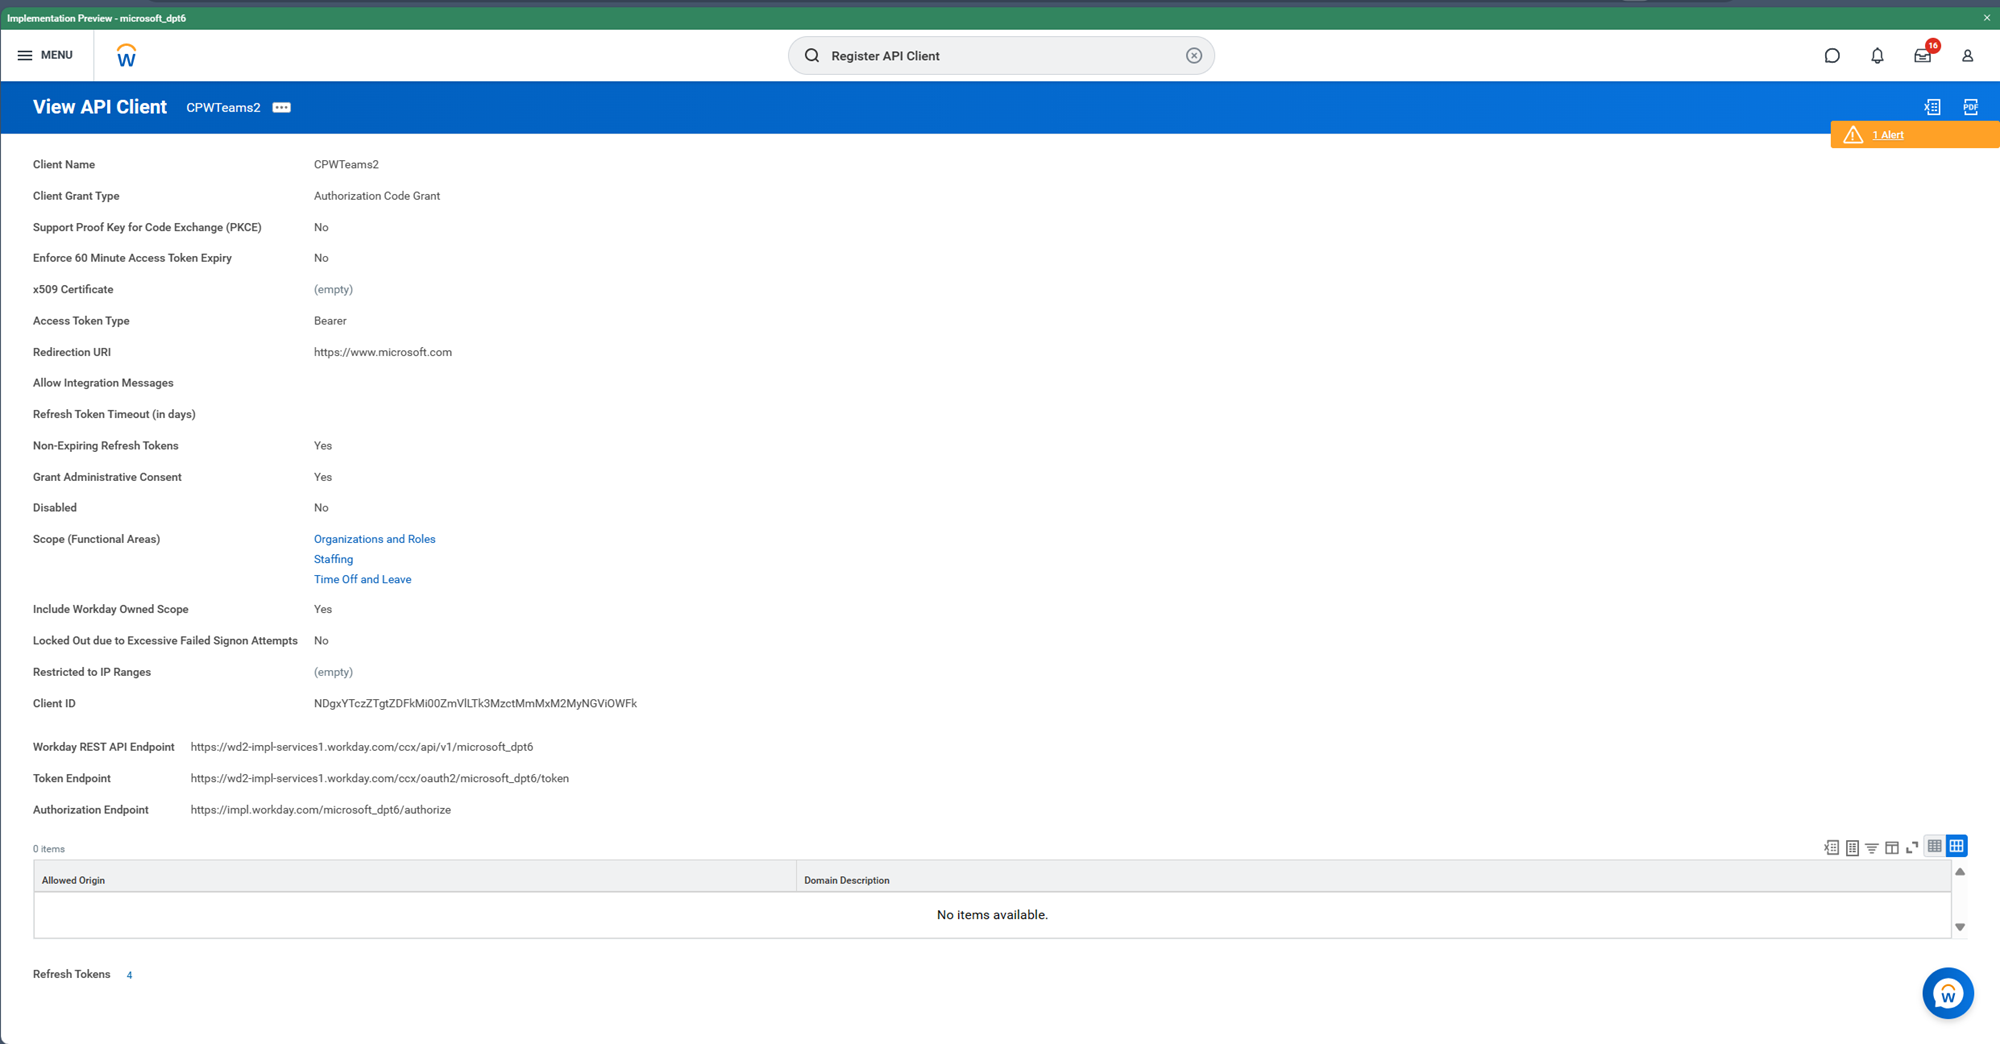 Implementation Preview - microsoft_dpt6
MENU
Register API Client
16
View API Client CPWTeams2
PDF
1 Alert
Client Name CPWTeams2
Client Grant Type Authorization Code Grant
Support Proof Key for Code Exchange (PKCE) No
Enforce 60 Minute Access Token Expiry No
x509 Certificate (empty)
Access Token Type Bearer
Redirection URI https://www.microsoft.com
Allow Integration Messages
Refresh Token Timeout (in days)
Non-Expiring Refresh Tokens Yes
Grant Administrative Consent Yes
Disabled No
Scope (Functional Areas) Organizations and Roles
Staffing
Time Off and Leave
Include Workday Owned Scope Yes
Locked Out due to Excessive Failed Signon Attempts No
Restricted to IP Ranges (empty)
Client ID NDgxYTczZTgtZDFkMi00ZmVlLTk3MzctMmMxM2MyNGViOWFk
Workday REST API Endpoint https://wd2-impl-services1.workday.com/ccx/api/v1/microsoft_dpt6
Token Endpoint https://wd2-impl-services1.workday.com/ccx/oauth2/microsoft_dpt6/token
Authorization Endpoint https://impl.workday.com/microsoft_dpt6/authorize
0 items
Allowed Origin Domain Description
No items available.
Refresh Tokens 4